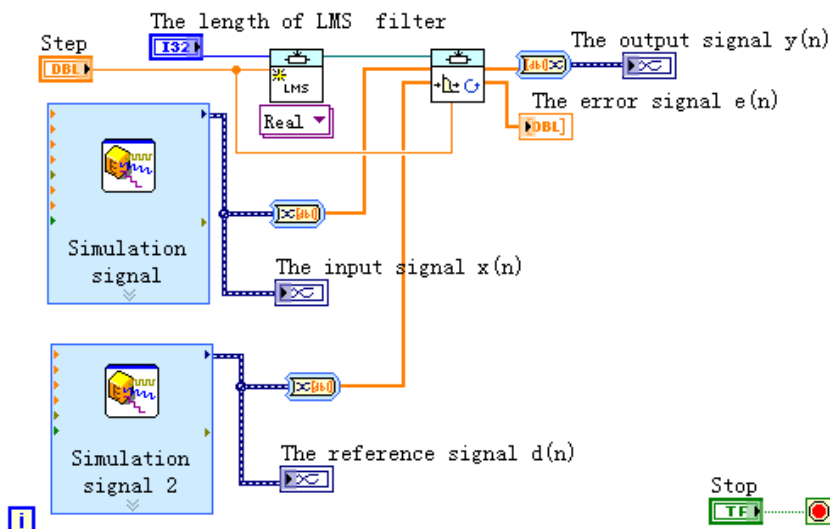 The length of LMS filter
Step
I32
DBL
The output signal y(n)
LMS
The error signal e(n)
DBL]
Real
Simulation
signal
The input signal x(n)
Simulation
signal 2
The reference signal d(n)
Stop
TF
i